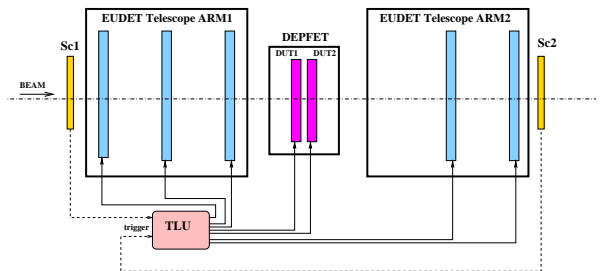 EUDET Telescope ARM1
EUDET Telescope ARM2
Sc1
DEPFET
Sc2
DUT1 DUT2
BEAM
trigger
TLU